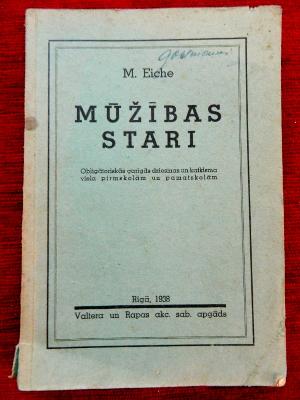 M. Eiche
MŪŽĪBAS
STARI
Obligātoriskās garīgās dziesmas un katķisma
viela pirmskolām un pamatskolām
Rīgā, 1938
Valtera un Rapas akc. sab. apgāds